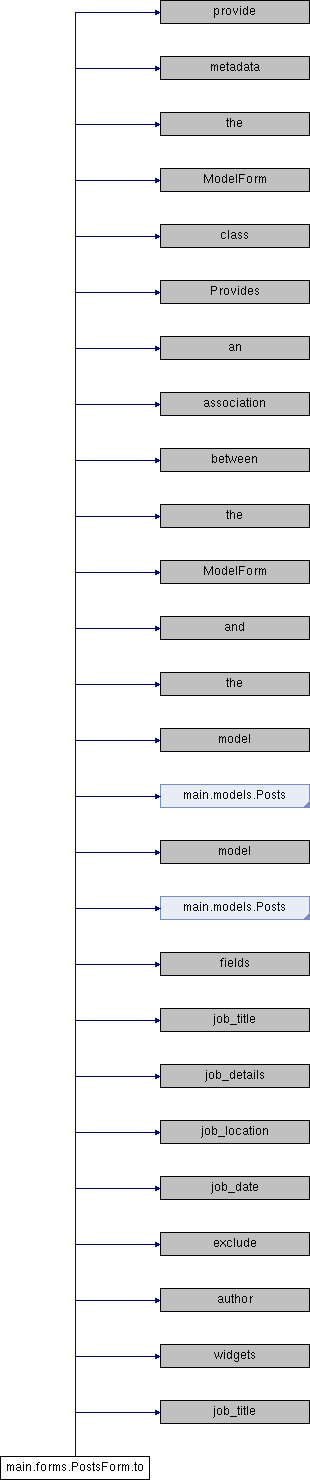 provide
metadata
the
ModelForm
class
Provides
an
association
between
the
ModelForm
and
the
model
main.models.Posts
model
main.models.Posts
fields
job_title
job_details
job_location
job_date
exclude
author
widgets
job_title
main.forms.PostsForm.to